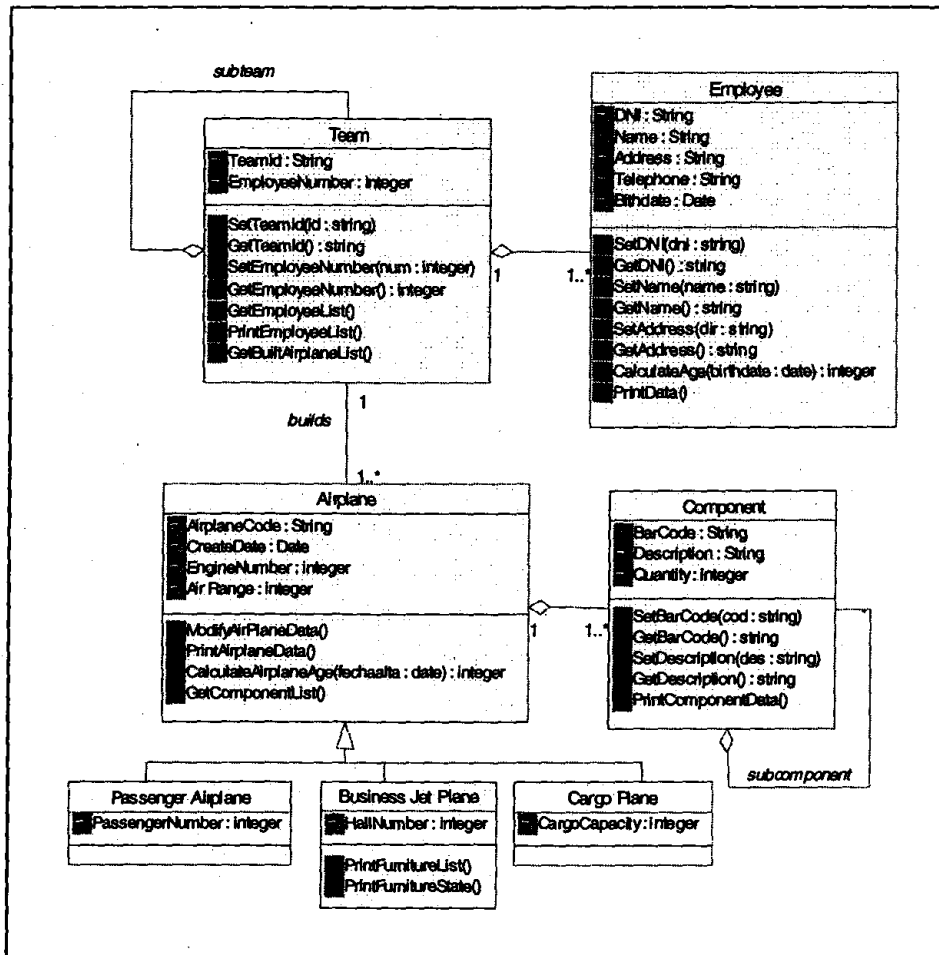 subteam
Team
TeamId : String
EmployeeNumber : Integer
SetTeamId(id : string)
GetTeamId() : string
SetEmployeeNumber(num : integer)
GetEmployeeNumber() : integer
GetEmployeeList()
PrintEmployeeList()
GetBuiltAirplaneList()
Employee
DNI : String
Name : String
Address : String
Telephone : String
Birthdate : Date
SetDNI(dni : string)
GetDNI() : string
SetName(name : string)
GetName() : string
SetAddress(dir : string)
GetAddress() : string
CalculateAge(birthdate : date) : integer
PrintData()
1
1..*
1
builds
1..*
Airplane
AirplaneCode : String
CreateDate : Date
EngineNumber : integer
Air Range : integer
ModifyAirPlaneData()
PrintAirplaneData()
CalculateAirplaneAge(fechaalta : date) : integer
GetComponentList()
1
1..*
Component
BarCode : String
Description : String
Quantity : integer
SetBarCode(cod : string)
GetBarCode() : string
SetDescription(des : string)
GetDescription() : string
PrintComponentData()
*
subcomponent
Passenger Airplane
PassengerNumber : integer
Business Jet Plane
HallNumber : integer
PrintFurnitureList()
PrintFurnitureState()
Cargo Plane
CargoCapacity : integer